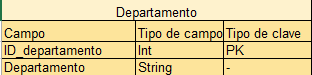 Departamento
Campo Tipo de campo Tipo de clave
ID_departamento Int PK
Departamento String -